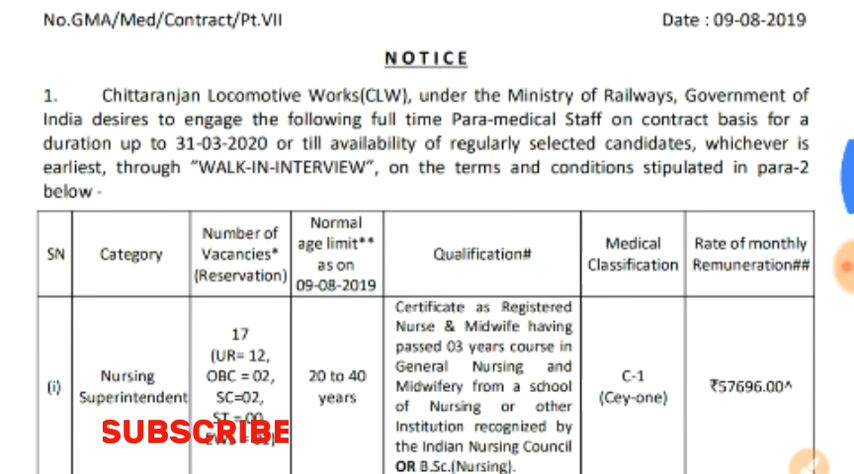 No.GMA/Med/Contract/Pt.VII Date : 09-08-2019
NOTICE
1. Chittaranjan Locomotive Works(CLW), under the Ministry of Railways, Government of
India desires to engage the following full time Para-medical Staff on contract basis for a
duration up to 31-03-2020 or till availability of regularly selected candidates, whichever is
earliest, through “WALK-IN-INTERVIEW”, on the terms and conditions stipulated in para-2
below -
SN
Category
Number of
Vacancies*
(Reservation)
Normal
age limit**
as on
09-08-2019
Qualification#
Medical
Classification
Rate of monthly
Remuneration##
(i)
Nursing
Superintendent
17
(UR= 12,
OBC = 02,
SC=02,
ST = 00
20 to 40
years
Certificate as Registered
Nurse & Midwife having
passed 03 years course in
General Nursing and
Midwifery from a school
of Nursing or other
Institution recognized by
the Indian Nursing Council
OR B.Sc.(Nursing).
C-1
(Cey-one)
₹57696.00^
SUBSCRIBE